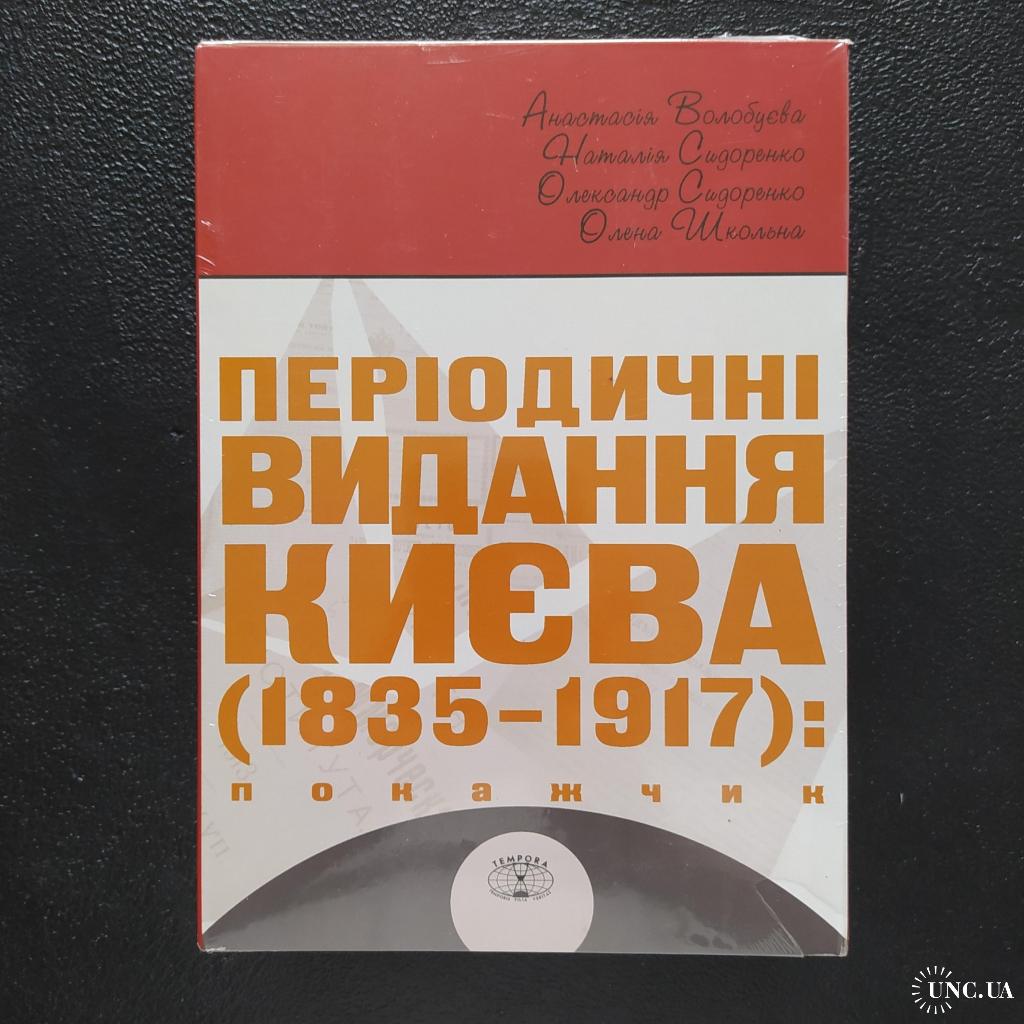 Анастасія Волобуєва
Наталія Сидоренко
Олександр Сидоренко
Олена Школьна
ПЕРІОДИЧНІ
ВИДАННЯ
КИЄВА
(1835–1917):
покажчик
TEMPORA
UNC.UA